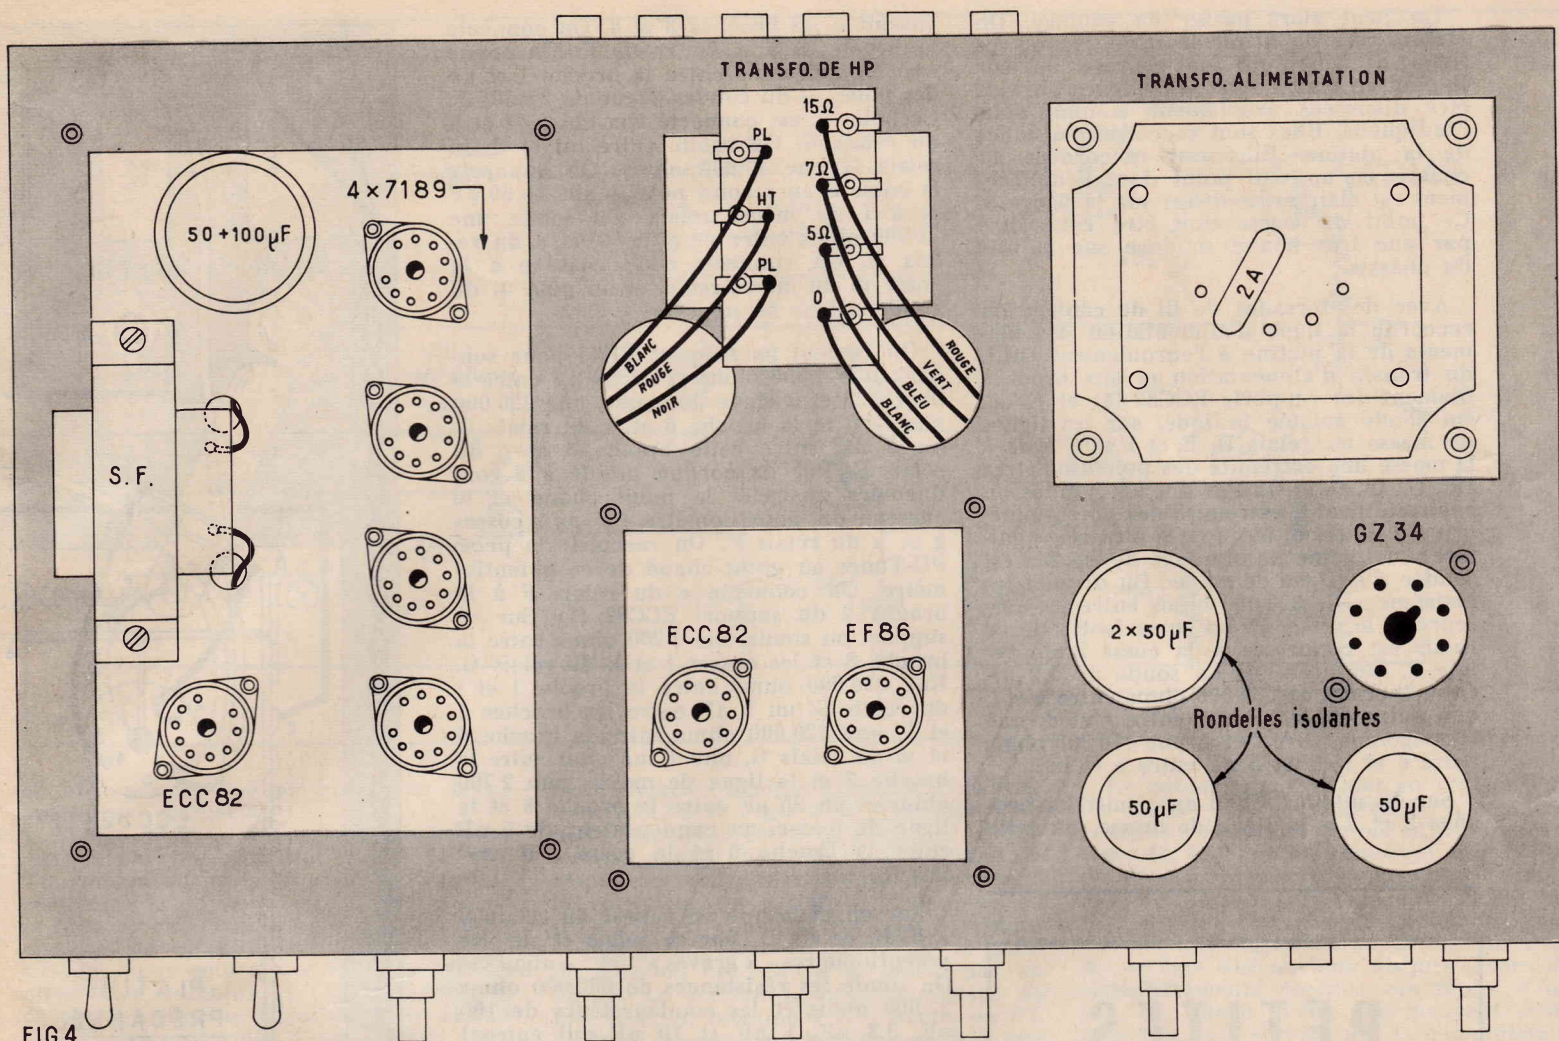 TRANSFO. DE HP
TRANSFO. ALIMENTATION
15Ω
PL
4×7189
7Ω
50+100µF
HT
5Ω
2A
PL
0
BLANC
ROUGE
NOIR
ROUGE
VERT
BLEU
BLANC
S.F.
GZ 34
ECC82
EF86
2×50µF
Rondelles isolantes
ECC82
50µF
50µF
FIG 4